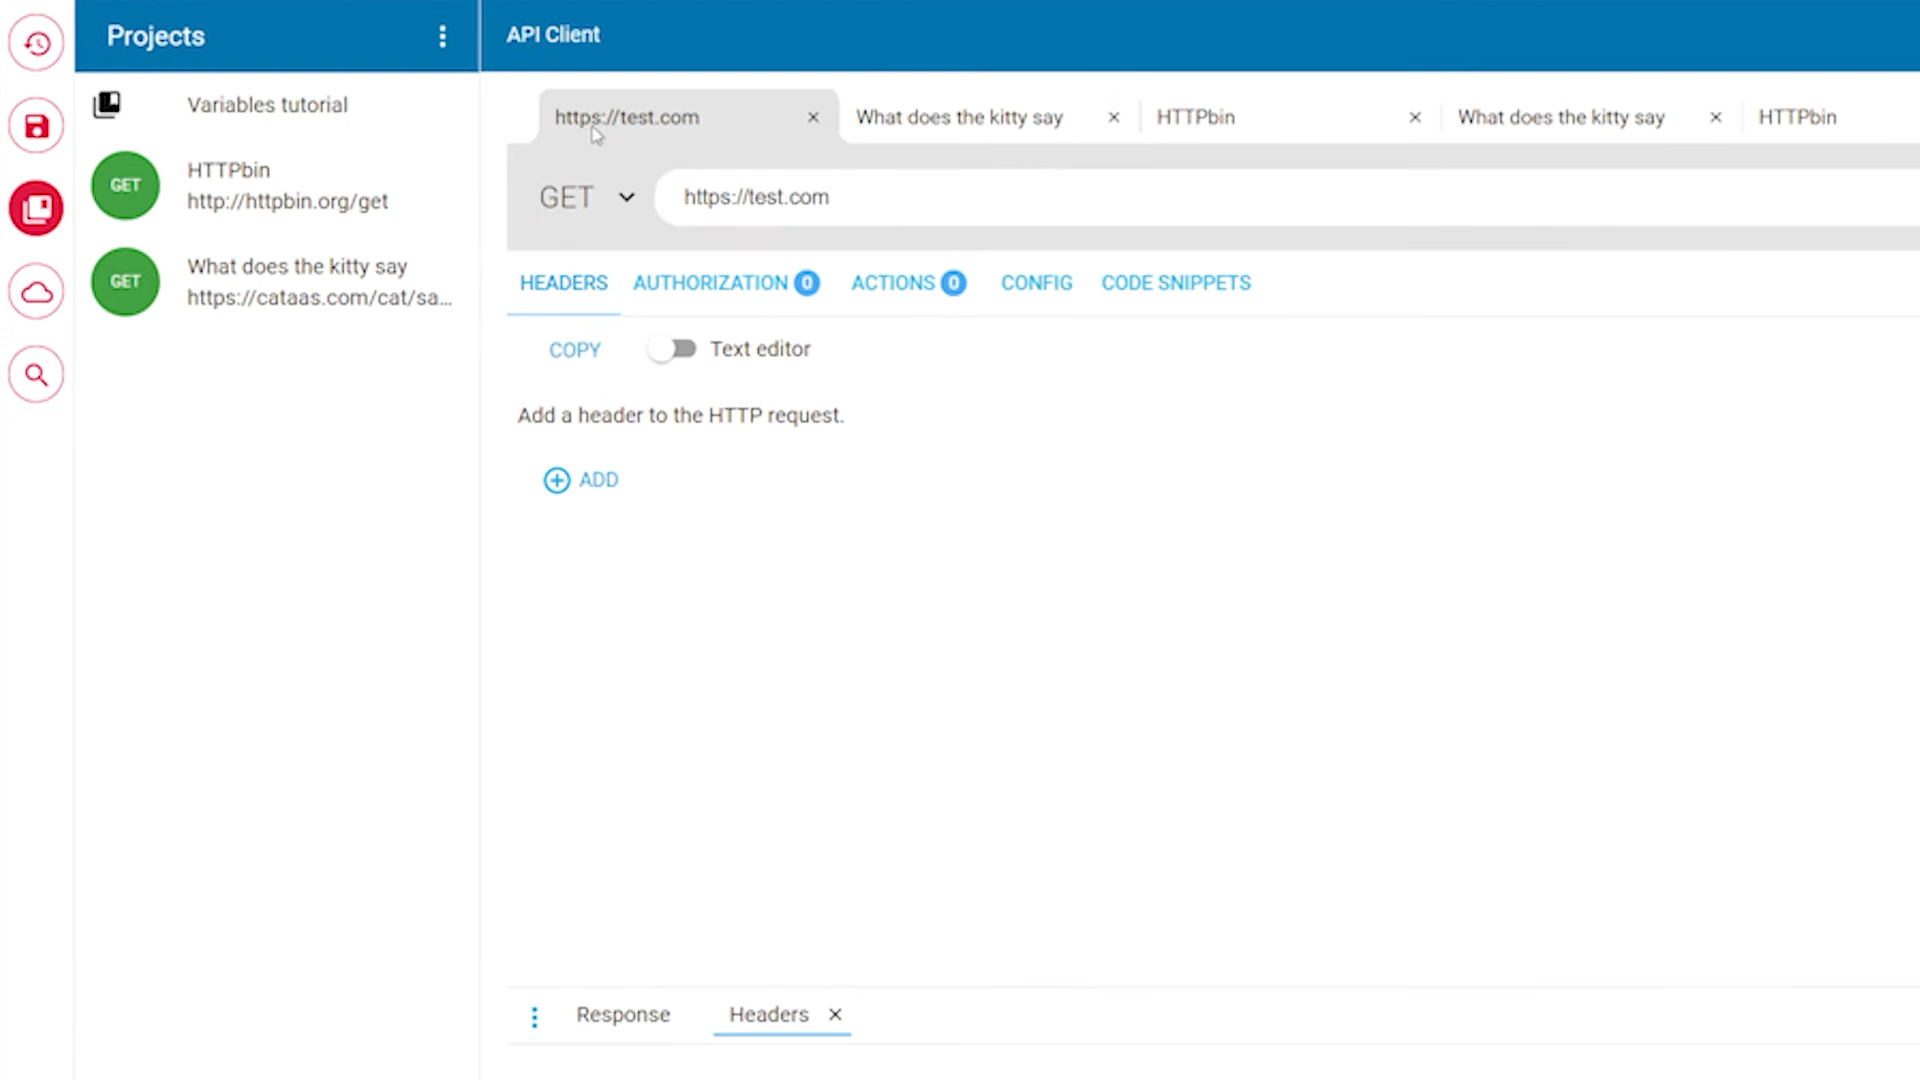 Projects
API Client
Variables tutorial
GET
HTTPbin
http://httpbin.org/get
GET
What does the kitty say
https://cataas.com/cat/sa...
https://test.com
What does the kitty say
HTTPbin
What does the kitty say
HTTPbin
GET
https://test.com
HEADERS
AUTHORIZATION 0
ACTIONS 0
CONFIG
CODE SNIPPETS
COPY
Text editor
Add a header to the HTTP request.
ADD
Response
Headers